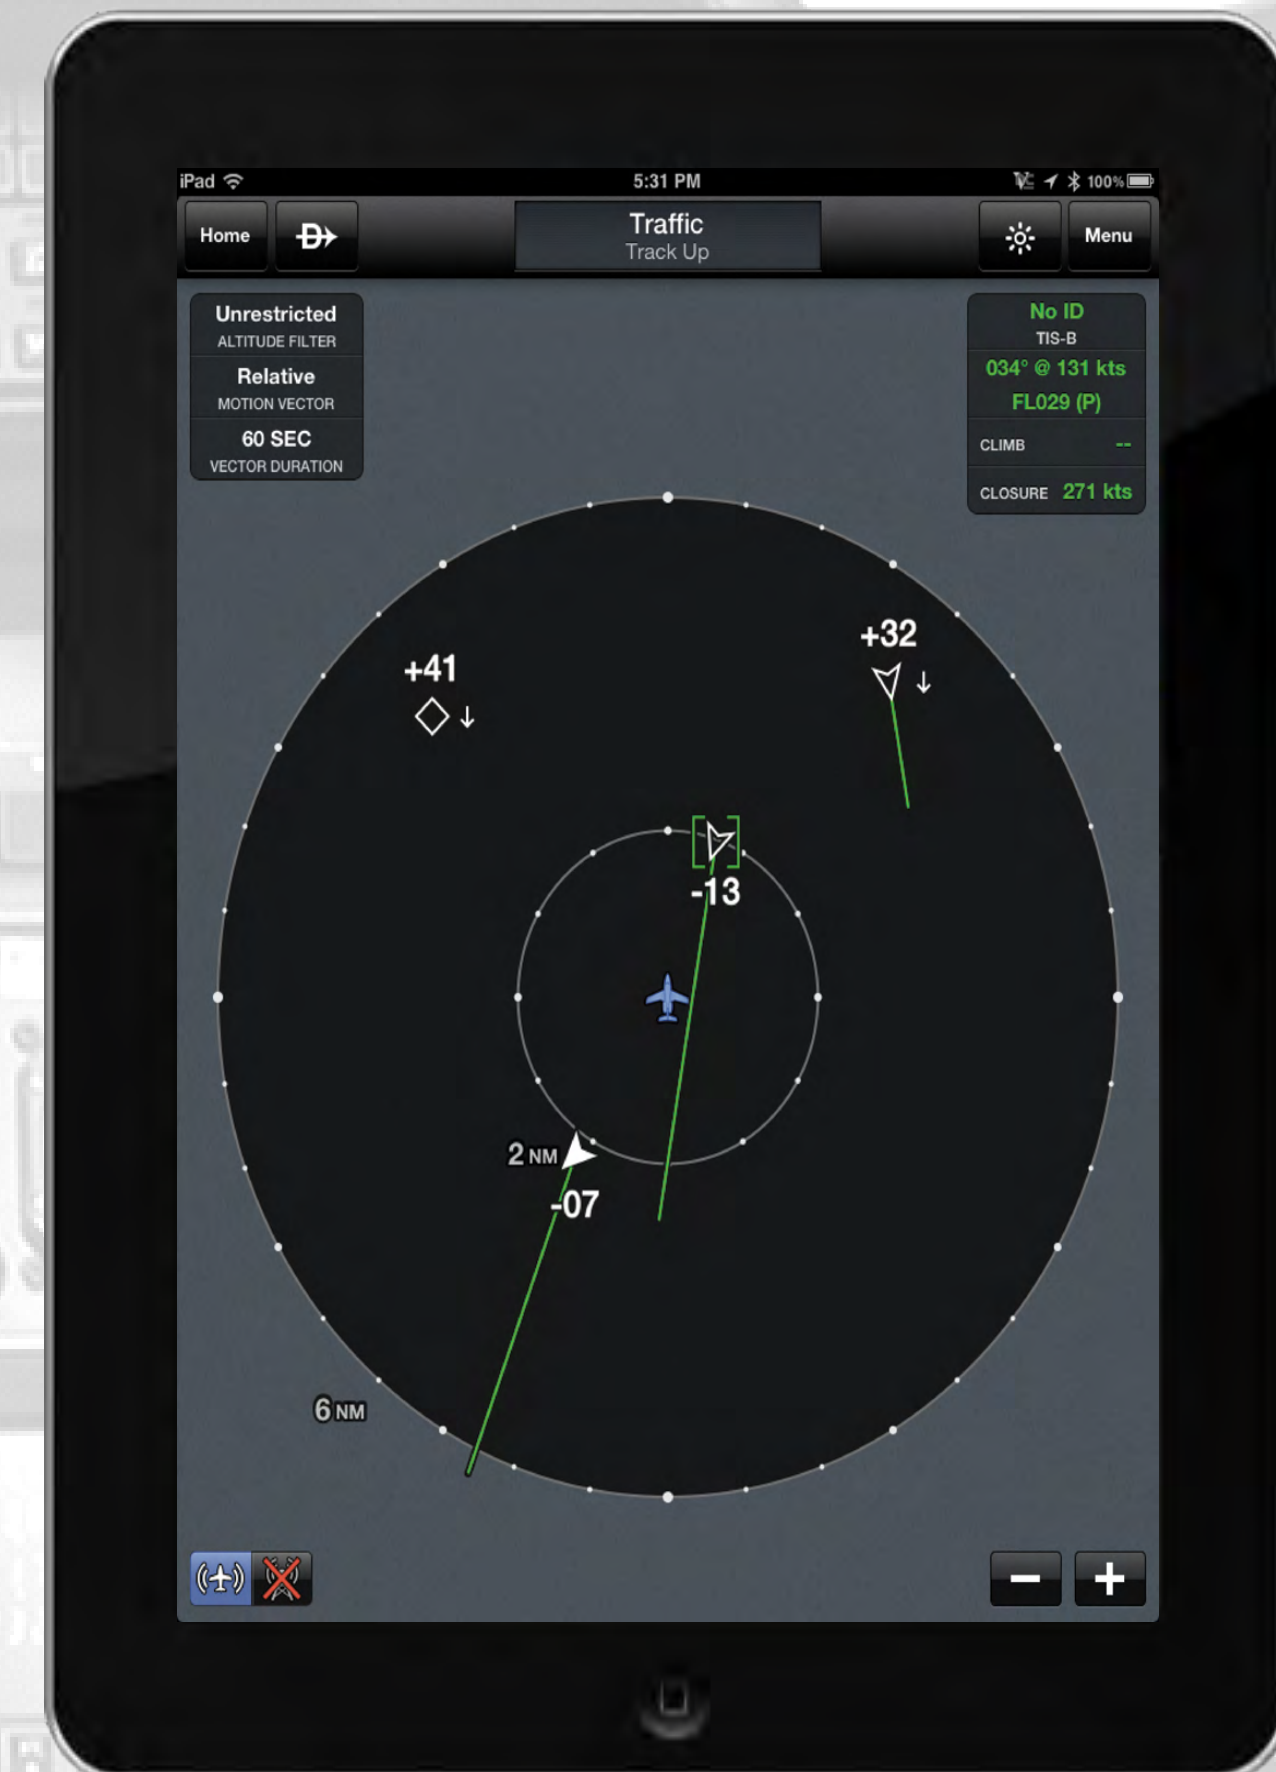 iPad 5:31 PM 100%
Home Traffic Menu
Track Up
Unrestricted
ALTITUDE FILTER
Relative
MOTION VECTOR
60 SEC
VECTOR DURATION
No ID
TIS-B
034° @ 131 kts
FL029 (P)
CLIMB --
CLOSURE 271 kts
+32
+41
-13
2 NM
-07
6 NM